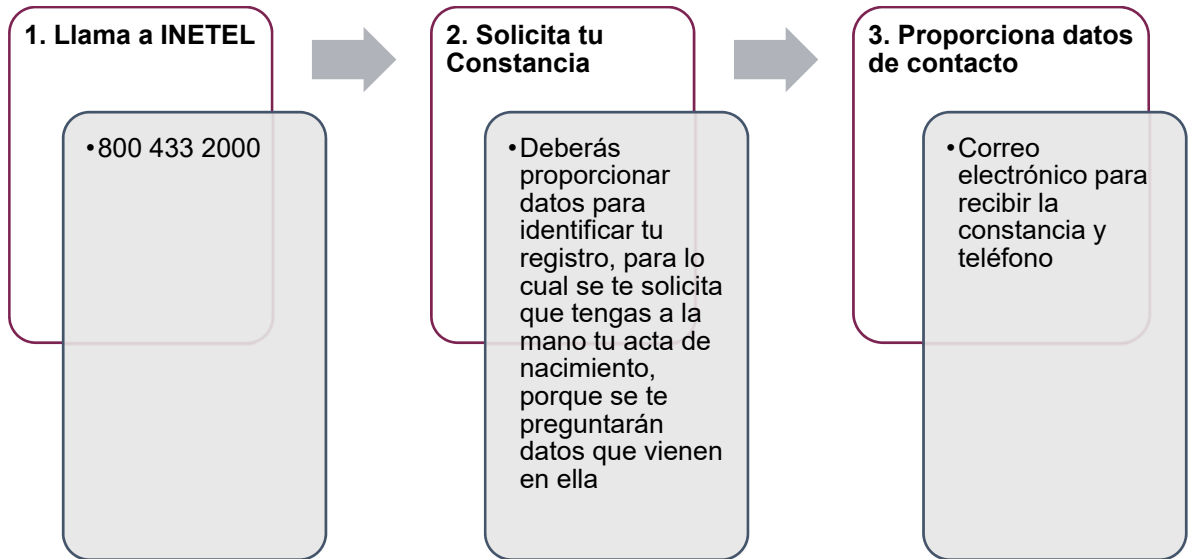 1. Llama a INETEL
•800 433 2000
2. Solicita tu
Constancia
•Deberás
proporcionar
datos para
identificar tu
registro, para lo
cual se te solicita
que tengas a la
mano tu acta de
nacimiento,
porque se te
preguntarán
datos que vienen
en ella
3. Proporciona datos
de contacto
•Correo
electrónico para
recibir la
constancia y
teléfono